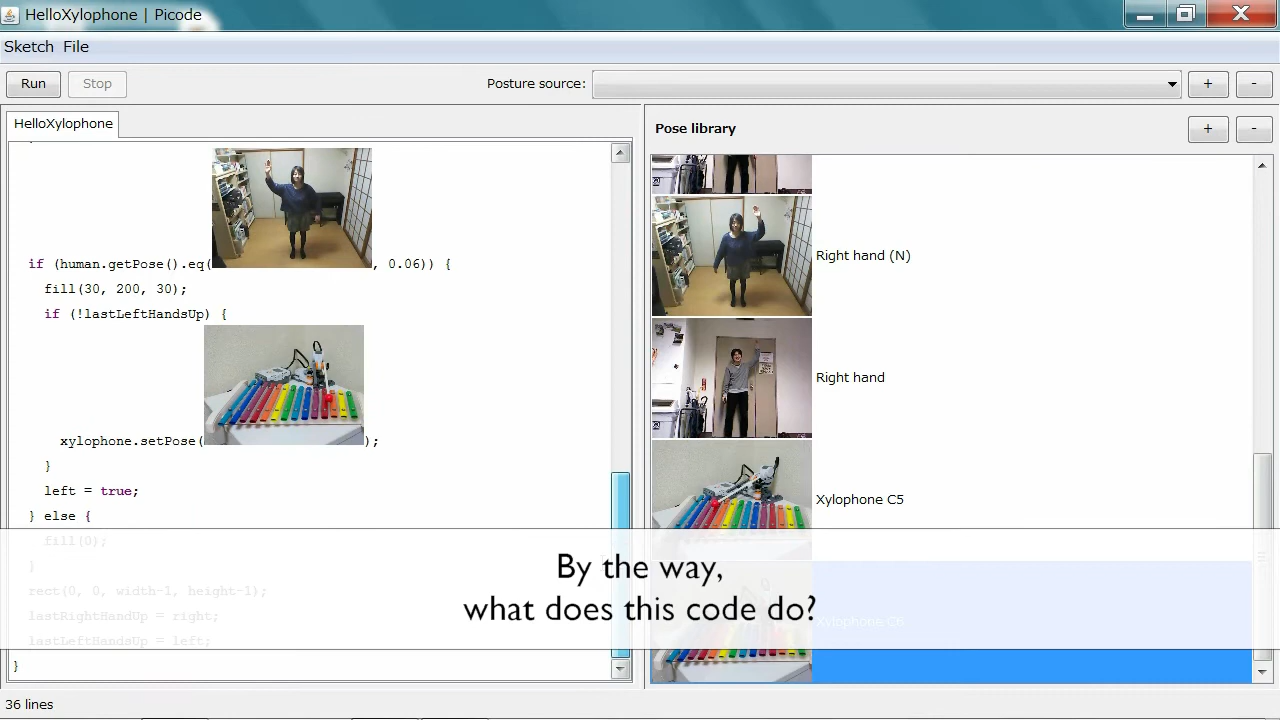 HelloXylophone | Picode
Sketch File
Run Stop Posture source: + -
HelloXylophone
Pose library + -
if (human.getPose().eq( , 0.06)) {
fill(30, 200, 30);
if (!lastLeftHandsUp) {
xylophone.setPose( );
}
left = true;
} else {
fill(0);
}
rect(0, 0, width-1, height-1);
lastRightHandUp = right;
lastLeftHandsUp = left;
}
Right hand (N)
Right hand
Xylophone C5
Xylophone C6
By the way,
what does this code do?
36 lines